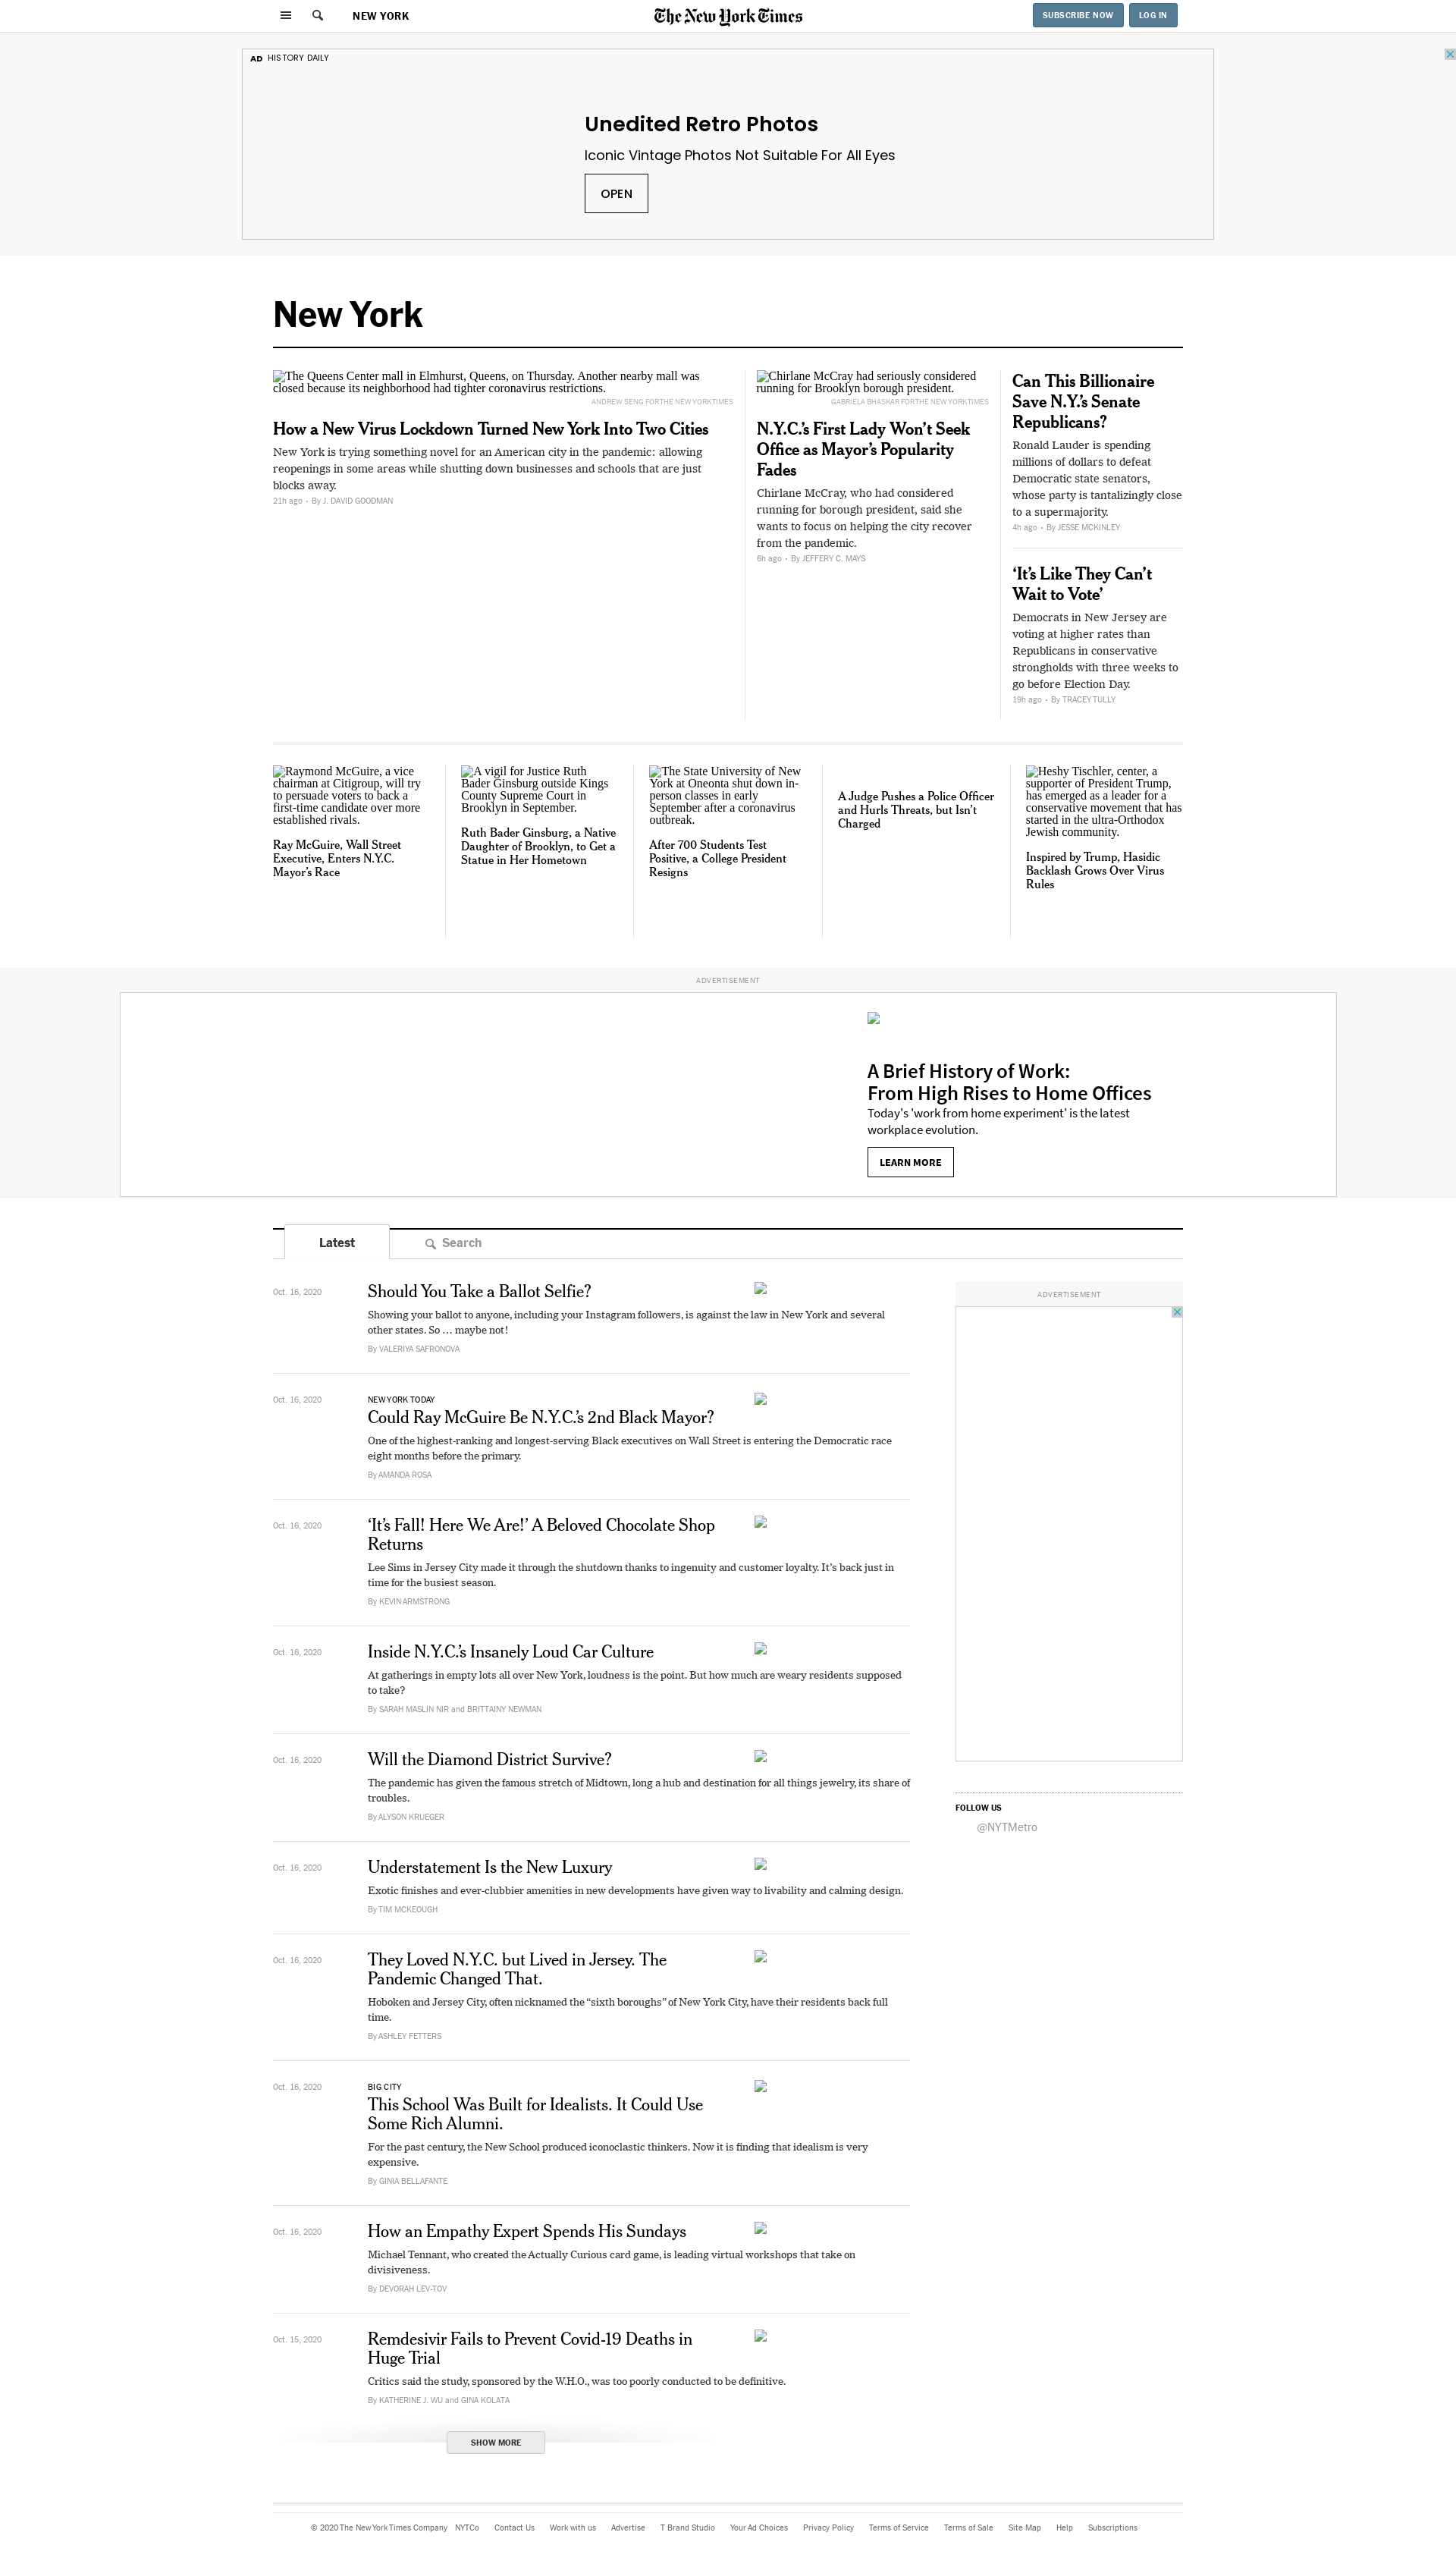 NEW YORK
The New York Times
SUBSCRIBE NOW
LOG IN
AD HISTORY DAILY
Unedited Retro Photos
Iconic Vintage Photos Not Suitable For All Eyes
OPEN
New York
The Queens Center mall in Elmhurst, Queens, on Thursday. Another nearby mall was
closed because its neighborhood had tighter coronavirus restrictions.
ANDREW SENG FOR THE NEW YORK TIMES
How a New Virus Lockdown Turned New York Into Two Cities
New York is trying something novel for an American city in the pandemic: allowing
reopenings in some areas while shutting down businesses and schools that are just
blocks away.
21h ago · By J. DAVID GOODMAN
Chirlane McCray had seriously considered
running for Brooklyn borough president.
GABRIELA BHASKAR FOR THE NEW YORK TIMES
N.Y.C.’s First Lady Won’t Seek
Office as Mayor’s Popularity
Fades
Chirlane McCray, who had considered
running for borough president, said she
wants to focus on helping the city recover
from the pandemic.
6h ago · By JEFFERY C. MAYS
Can This Billionaire
Save N.Y.’s Senate
Republicans?
Ronald Lauder is spending
millions of dollars to defeat
Democratic state senators,
whose party is tantalizingly close
to a supermajority.
4h ago · By JESSE MCKINLEY
‘It’s Like They Can’t
Wait to Vote’
Democrats in New Jersey are
voting at higher rates than
Republicans in conservative
strongholds with three weeks to
go before Election Day.
19h ago · By TRACEY TULLY
Raymond McGuire, a vice
chairman at Citigroup, will try
to persuade voters to back a
first-time candidate over more
established rivals.
Ray McGuire, Wall Street
Executive, Enters N.Y.C.
Mayor’s Race
A vigil for Justice Ruth
Bader Ginsburg outside Kings
County Supreme Court in
Brooklyn in September.
Ruth Bader Ginsburg, a Native
Daughter of Brooklyn, to Get a
Statue in Her Hometown
The State University of New
York at Oneonta shut down in-
person classes in early
September after a coronavirus
outbreak.
After 700 Students Test
Positive, a College President
Resigns
A Judge Pushes a Police Officer
and Hurls Threats, but Isn’t
Charged
Heshy Tischler, center, a
supporter of President Trump,
has emerged as a leader for a
conservative movement that has
started in the ultra-Orthodox
Jewish community.
Inspired by Trump, Hasidic
Backlash Grows Over Virus
Rules
ADVERTISEMENT
A Brief History of Work:
From High Rises to Home Offices
Today's 'work from home experiment' is the latest
workplace evolution.
LEARN MORE
Latest
Search
Oct. 16, 2020
Should You Take a Ballot Selfie?
Showing your ballot to anyone, including your Instagram followers, is against the law in New York and several
other states. So … maybe not!
By VALERIYA SAFRONOVA
Oct. 16, 2020
NEW YORK TODAY
Could Ray McGuire Be N.Y.C.’s 2nd Black Mayor?
One of the highest-ranking and longest-serving Black executives on Wall Street is entering the Democratic race
eight months before the primary.
By AMANDA ROSA
Oct. 16, 2020
‘It’s Fall! Here We Are!’ A Beloved Chocolate Shop
Returns
Lee Sims in Jersey City made it through the shutdown thanks to ingenuity and customer loyalty. It’s back just in
time for the busiest season.
By KEVIN ARMSTRONG
Oct. 16, 2020
Inside N.Y.C.’s Insanely Loud Car Culture
At gatherings in empty lots all over New York, loudness is the point. But how much are weary residents supposed
to take?
By SARAH MASLIN NIR and BRITTAINY NEWMAN
Oct. 16, 2020
Will the Diamond District Survive?
The pandemic has given the famous stretch of Midtown, long a hub and destination for all things jewelry, its share of
troubles.
By ALYSON KRUEGER
Oct. 16, 2020
Understatement Is the New Luxury
Exotic finishes and ever-clubbier amenities in new developments have given way to livability and calming design.
By TIM MCKEOUGH
Oct. 16, 2020
They Loved N.Y.C. but Lived in Jersey. The
Pandemic Changed That.
Hoboken and Jersey City, often nicknamed the “sixth boroughs” of New York City, have their residents back full
time.
By ASHLEY FETTERS
Oct. 16, 2020
BIG CITY
This School Was Built for Idealists. It Could Use
Some Rich Alumni.
For the past century, the New School produced iconoclastic thinkers. Now it is finding that idealism is very
expensive.
By GINIA BELLAFANTE
Oct. 16, 2020
How an Empathy Expert Spends His Sundays
Michael Tennant, who created the Actually Curious card game, is leading virtual workshops that take on
divisiveness.
By DEVORAH LEV-TOV
Oct. 15, 2020
Remdesivir Fails to Prevent Covid-19 Deaths in
Huge Trial
Critics said the study, sponsored by the W.H.O., was too poorly conducted to be definitive.
By KATHERINE J. WU and GINA KOLATA
SHOW MORE
ADVERTISEMENT
FOLLOW US
@NYTMetro
© 2020 The New York Times Company NYTCo Contact Us Work with us Advertise T Brand Studio Your Ad Choices Privacy Policy Terms of Service Terms of Sale Site Map Help Subscriptions